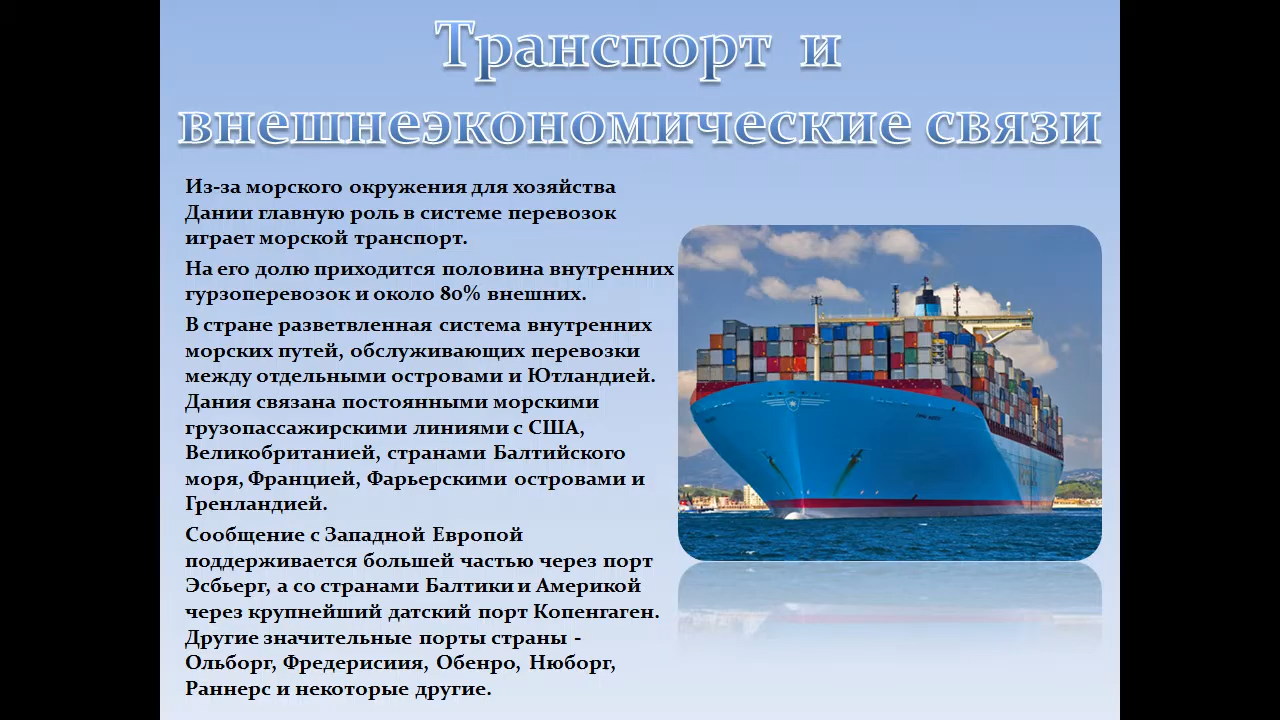 Транспорт и
внешнеэкономические связи
Из-за морского окружения для хозяйства
Дании главную роль в системе перевозок
играет морской транспорт.
На его долю приходится половина внутренних
гурзоперевозок и около 80% внешних.
В стране разветвленная система внутренних
морских путей, обслуживающих перевозки
между отдельными островами и Ютландией.
Дания связана постоянными морскими
грузопассажирскими линиями с США,
Великобританией, странами Балтийского
моря, Францией, Фарьерскими островами и
Гренландией.
Сообщение с Западной Европой
поддерживается большей частью через порт
Эсбьерг, а со странами Балтики и Америкой
через крупнейший датский порт Копенгаген.
Другие значительные порты страны -
Ольборг, Фредерисиия, Обенро, Нюборг,
Раннерс и некоторые другие.